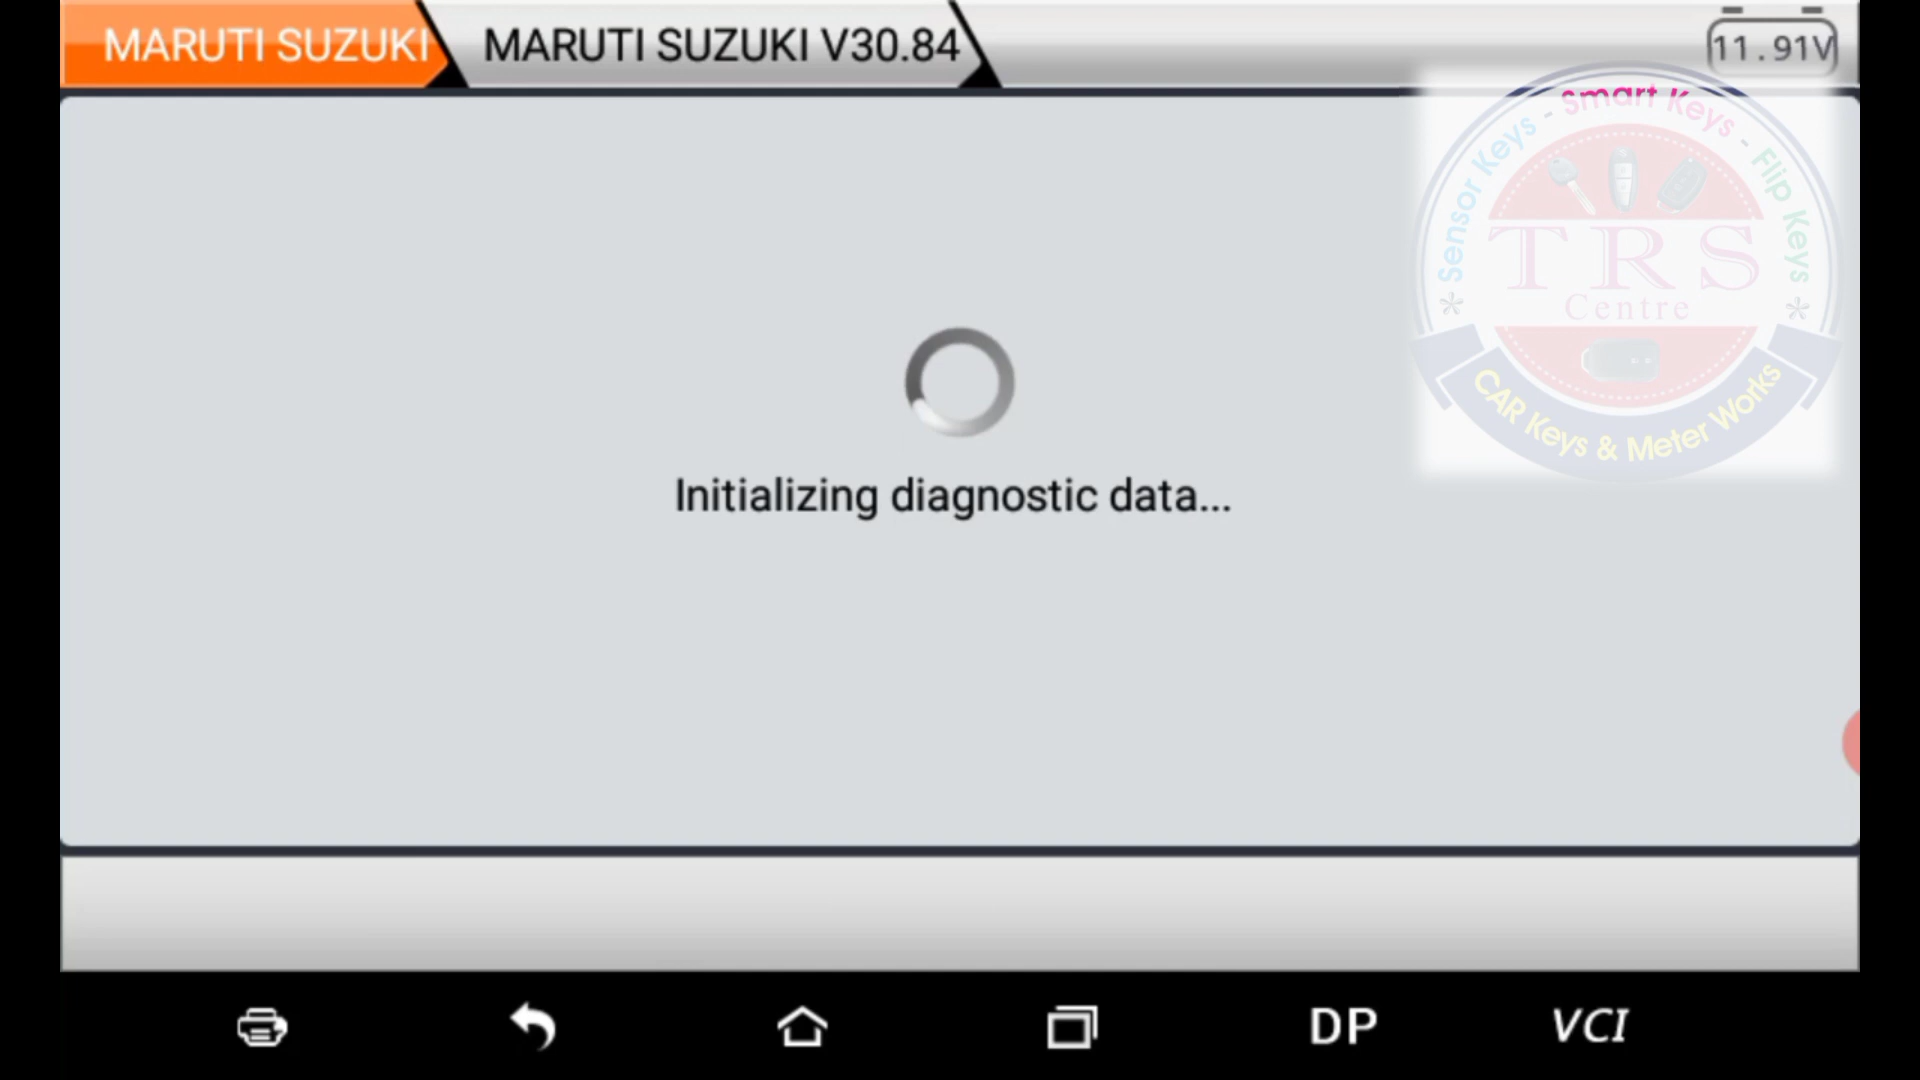 MARUTI SUZUKI
MARUTI SUZUKI V30.84
11.91V
Sensor Keys - Smart Keys - Flip Keys
TRS
Centre
* *
CAR Keys & Meter Works
Initializing diagnostic data...
DP
VCI